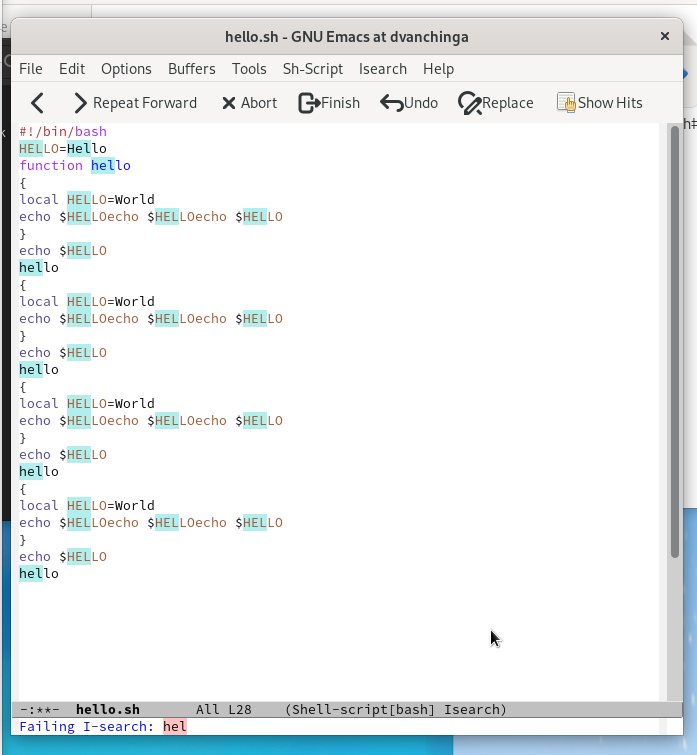 hello.sh - GNU Emacs at dvanchinga
File Edit Options Buffers Tools Sh-Script Isearch Help
Repeat Forward Abort Finish Undo Replace Show Hits
#!/bin/bash
HELLO=Hello
function hello
{
local HELLO=World
echo $HELLOecho $HELLOecho $HELLO
}
echo $HELLO
hello
{
local HELLO=World
echo $HELLOecho $HELLOecho $HELLO
}
echo $HELLO
hello
{
local HELLO=World
echo $HELLOecho $HELLOecho $HELLO
}
echo $HELLO
hello
{
local HELLO=World
echo $HELLOecho $HELLOecho $HELLO
}
echo $HELLO
hello
-:**- hello.sh All L28 (Shell-script[bash] Isearch)
Failing I-search: hel